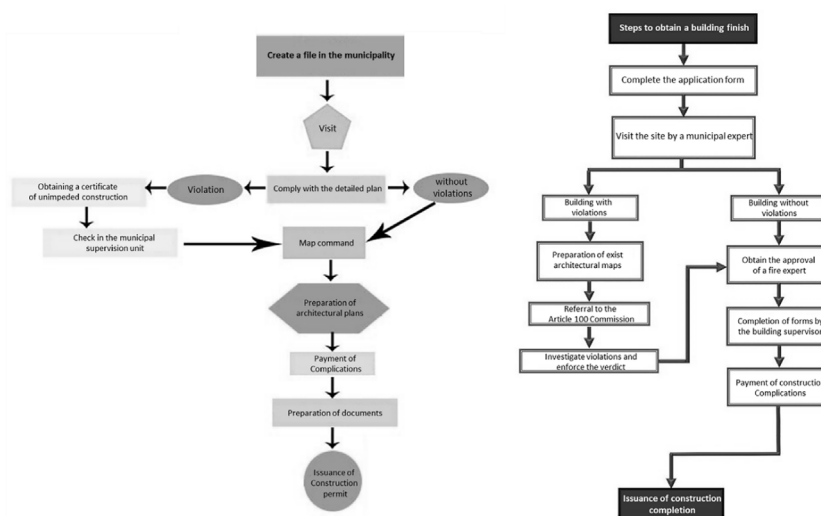 Create a file in the municipality
Visit
Comply with the detailed plan
Violation
without
violations
Obtaining a certificate
of unimpeded construction
Check in the municipal
supervision unit
Map command
Preparation of
architectural plans
Payment of
Complications
Preparation of documents
Issuance of
Construction
permit
Steps to obtain a building finish
Complete the application form
Visit the site by a municipal expert
Building with
violations
Building without
violations
Preparation of exist
architectural maps
Obtain the approval
of a fire expert
Referral to the
Article 100 Commission
Completion of forms by
the building superviso
Investigate violations and
enforce the verdict
Payment of constructio
Complications
Issuance of construction
completion